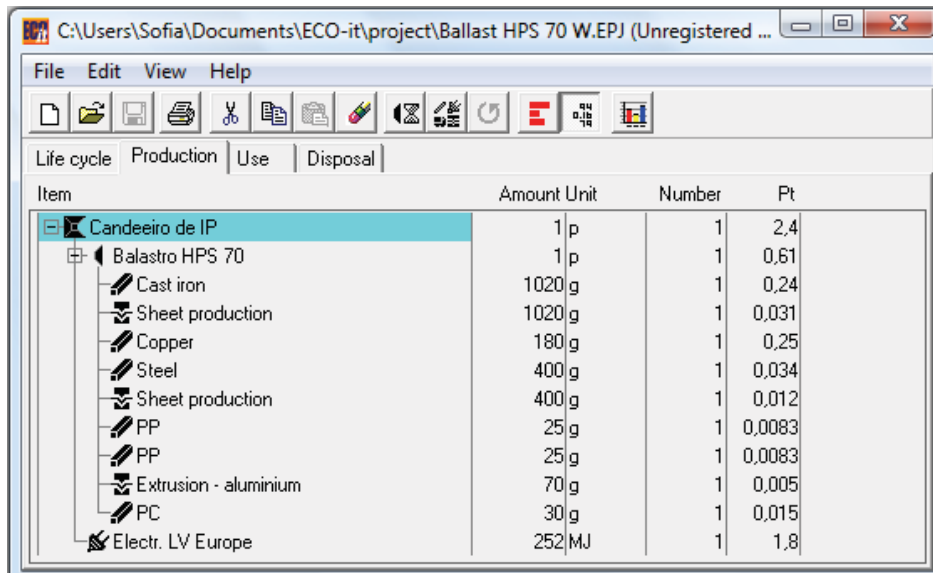 C:\Users\Sofia\Documents\ECO-it\project\Ballast HPS 70 W.EPJ (Unregistered ...
File Edit View Help
Life cycle Production Use Disposal
Item Amount Unit Number Pt
Candeeiro de IP 1 p 1 2,4
Balastro HPS 70 1 p 1 0,61
Cast iron 1020 g 1 0,24
Sheet production 1020 g 1 0,031
Copper 180 g 1 0,25
Steel 400 g 1 0,034
Sheet production 400 g 1 0,012
PP 25 g 1 0,0083
PP 25 g 1 0,0083
Extrusion - aluminium 70 g 1 0,005
PC 30 g 1 0,015
Electr. LV Europe 252 MJ 1 1,8